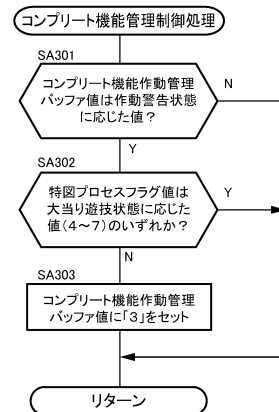 コンプリート機能管理制御処理
SA301
コンプリート機能作動管理
バッファ値は作動警告状態
に応じた値？
N
Y
SA302
特図プロセスフラグ値は
大当り遊技状態に応じた
値(4～7)のいずれか？
Y
N
SA303
コンプリート機能作動管理
バッファ値に「3」をセット
リターン